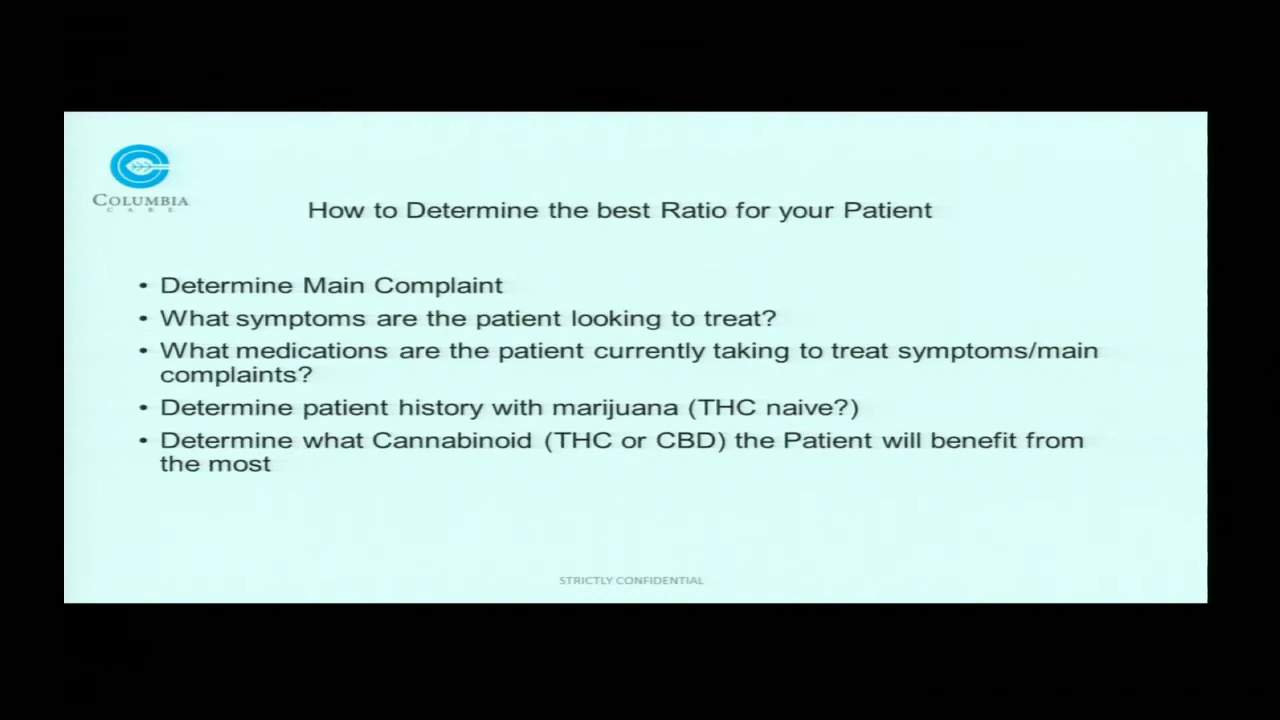 COLUMBIA
CARE
How to Determine the best Ratio for your Patient
• Determine Main Complaint
• What symptoms are the patient looking to treat?
• What medications are the patient currently taking to treat symptoms/main
complaints?
• Determine patient history with marijuana (THC naive?)
• Determine what Cannabinoid (THC or CBD) the Patient will benefit from
the most
STRICTLY CONFIDENTIAL